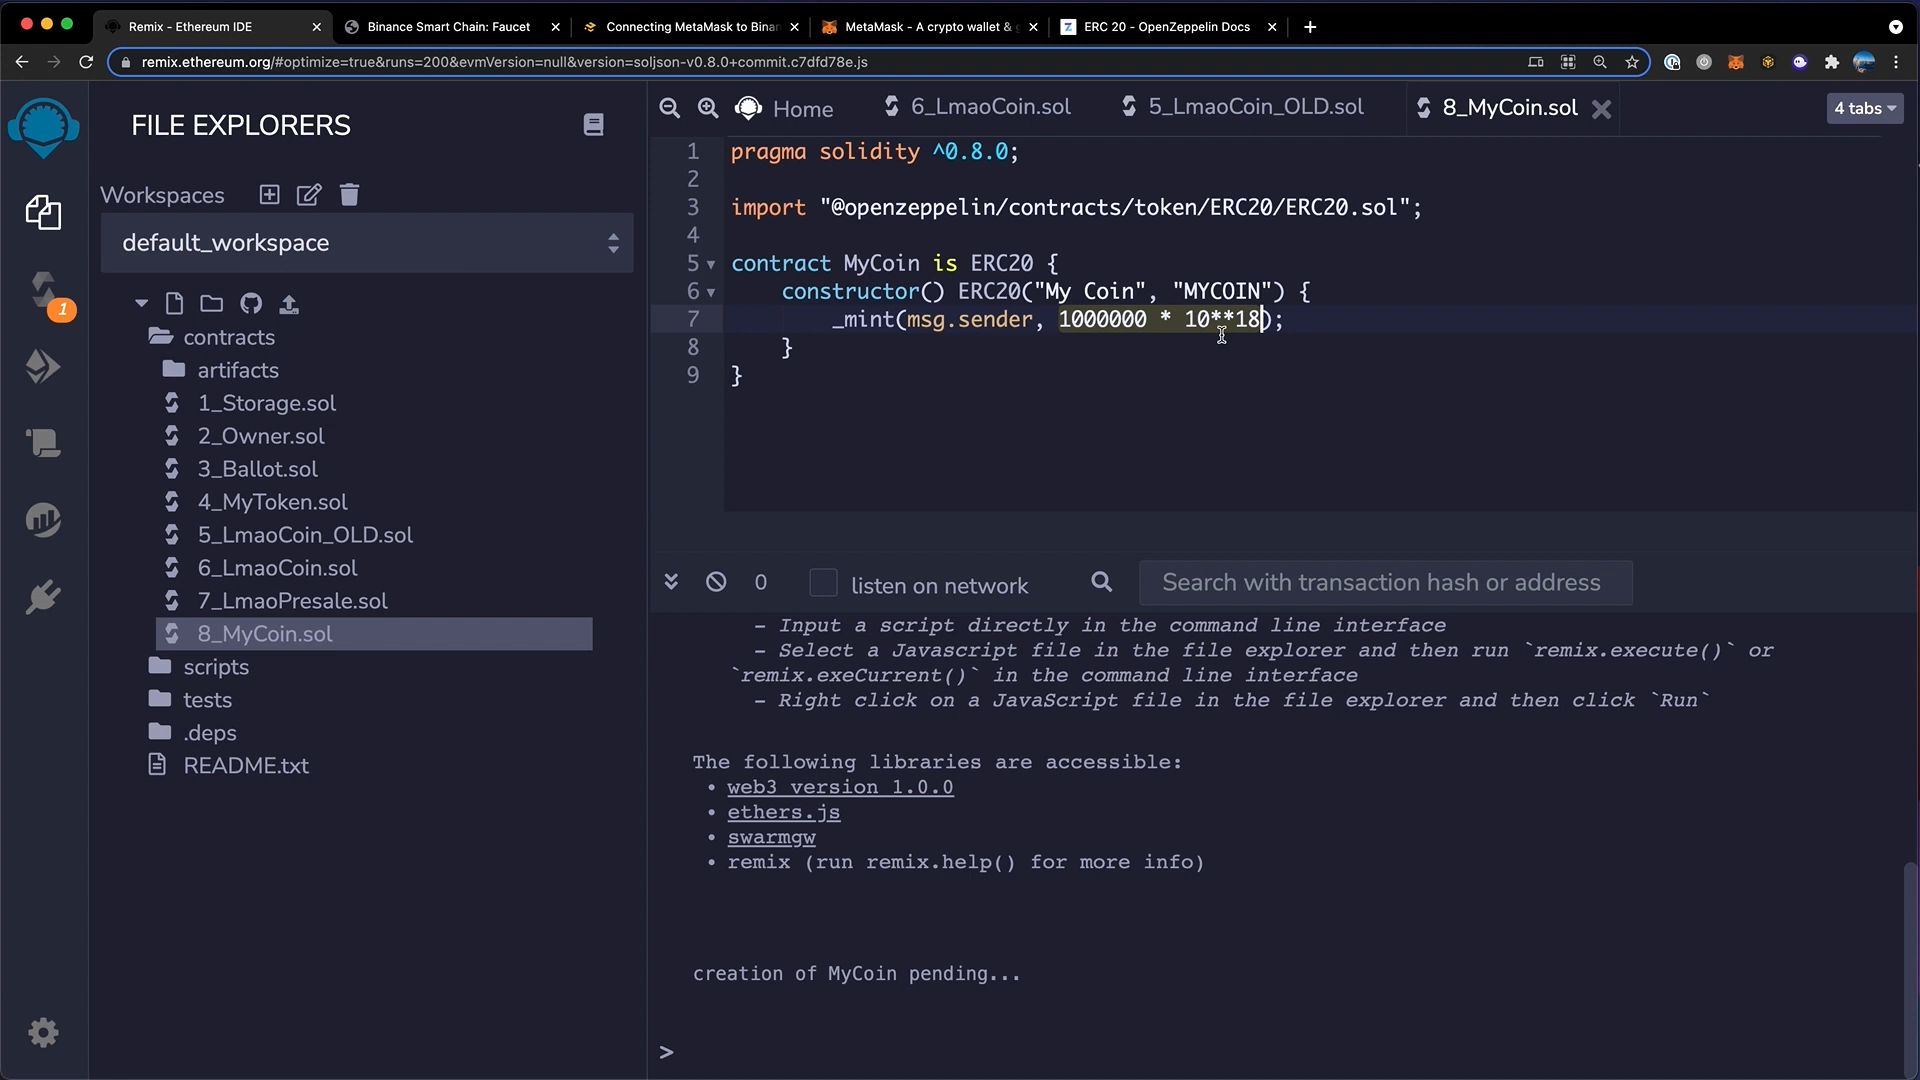 Remix - Ethereum IDE
Binance Smart Chain: Faucet
Connecting MetaMask to Binan
MetaMask - A crypto wallet &
ERC 20 - OpenZeppelin Docs
remix.ethereum.org/#optimize=true&runs=200&evmVersion=null&version=soljson-v0.8.0+commit.c7dfd78e.js
FILE EXPLORERS
Workspaces
default_workspace
1
contracts
artifacts
1_Storage.sol
2_Owner.sol
3_Ballot.sol
4_MyToken.sol
5_LmaoCoin_OLD.sol
6_LmaoCoin.sol
7_LmaoPresale.sol
8_MyCoin.sol
scripts
tests
.deps
README.txt
Home
6_LmaoCoin.sol
5_LmaoCoin_OLD.sol
8_MyCoin.sol
4 tabs
1 pragma solidity ^0.8.0;
2
3 import "@openzeppelin/contracts/token/ERC20/ERC20.sol";
4
5 contract MyCoin is ERC20 {
6 constructor() ERC20("My Coin", "MYCOIN") {
7 _mint(msg.sender, 1000000 * 10**18);
8 }
9 }
0 listen on network Search with transaction hash or address
- Input a script directly in the command line interface
- Select a Javascript file in the file explorer and then run `remix.execute()` or
`remix.exeCurrent()` in the command line interface
- Right click on a JavaScript file in the file explorer and then click `Run`
The following libraries are accessible:
• web3 version 1.0.0
• ethers.js
• swarmgw
• remix (run remix.help() for more info)
creation of MyCoin pending...
>